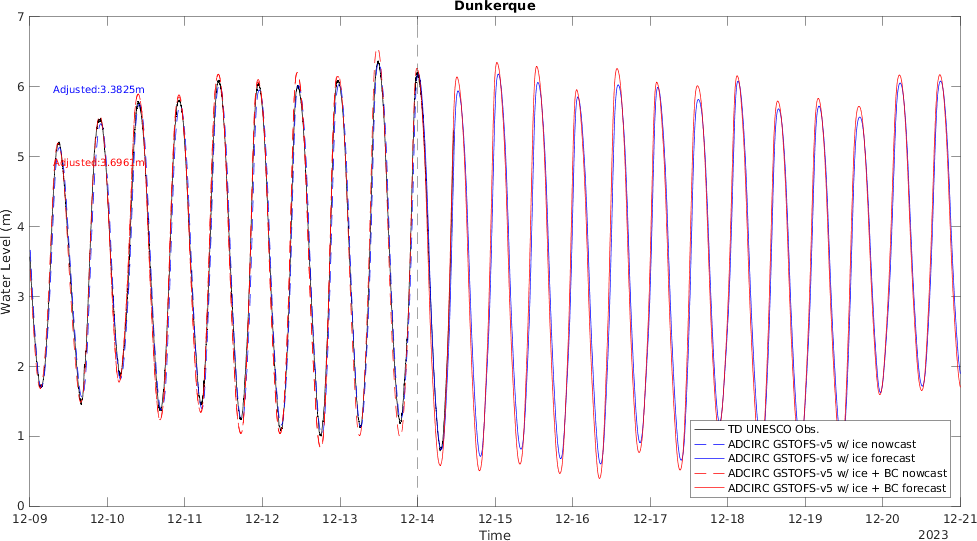 Dunkerque
7
6
5
4
3
2
1
0
Water Level (m)
Adjusted:3.3825m
Adjusted:3.6962m
TD UNESCO Obs.
ADCIRC GSTOFS-v5 w/ ice nowcast
ADCIRC GSTOFS-v5 w/ ice forecast
ADCIRC GSTOFS-v5 w/ ice + BC nowcast
ADCIRC GSTOFS-v5 w/ ice + BC forecast
12-09 12-10 12-11 12-12 12-13 12-14 12-15 12-16 12-17 12-18 12-19 12-20 12-21
Time
2023